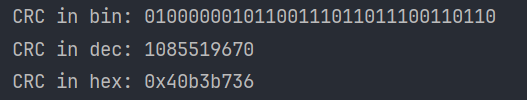 CRC in bin: 01000000101100111011011100110110
CRC in dec: 1085519670
CRC in hex: 0x40b3b736